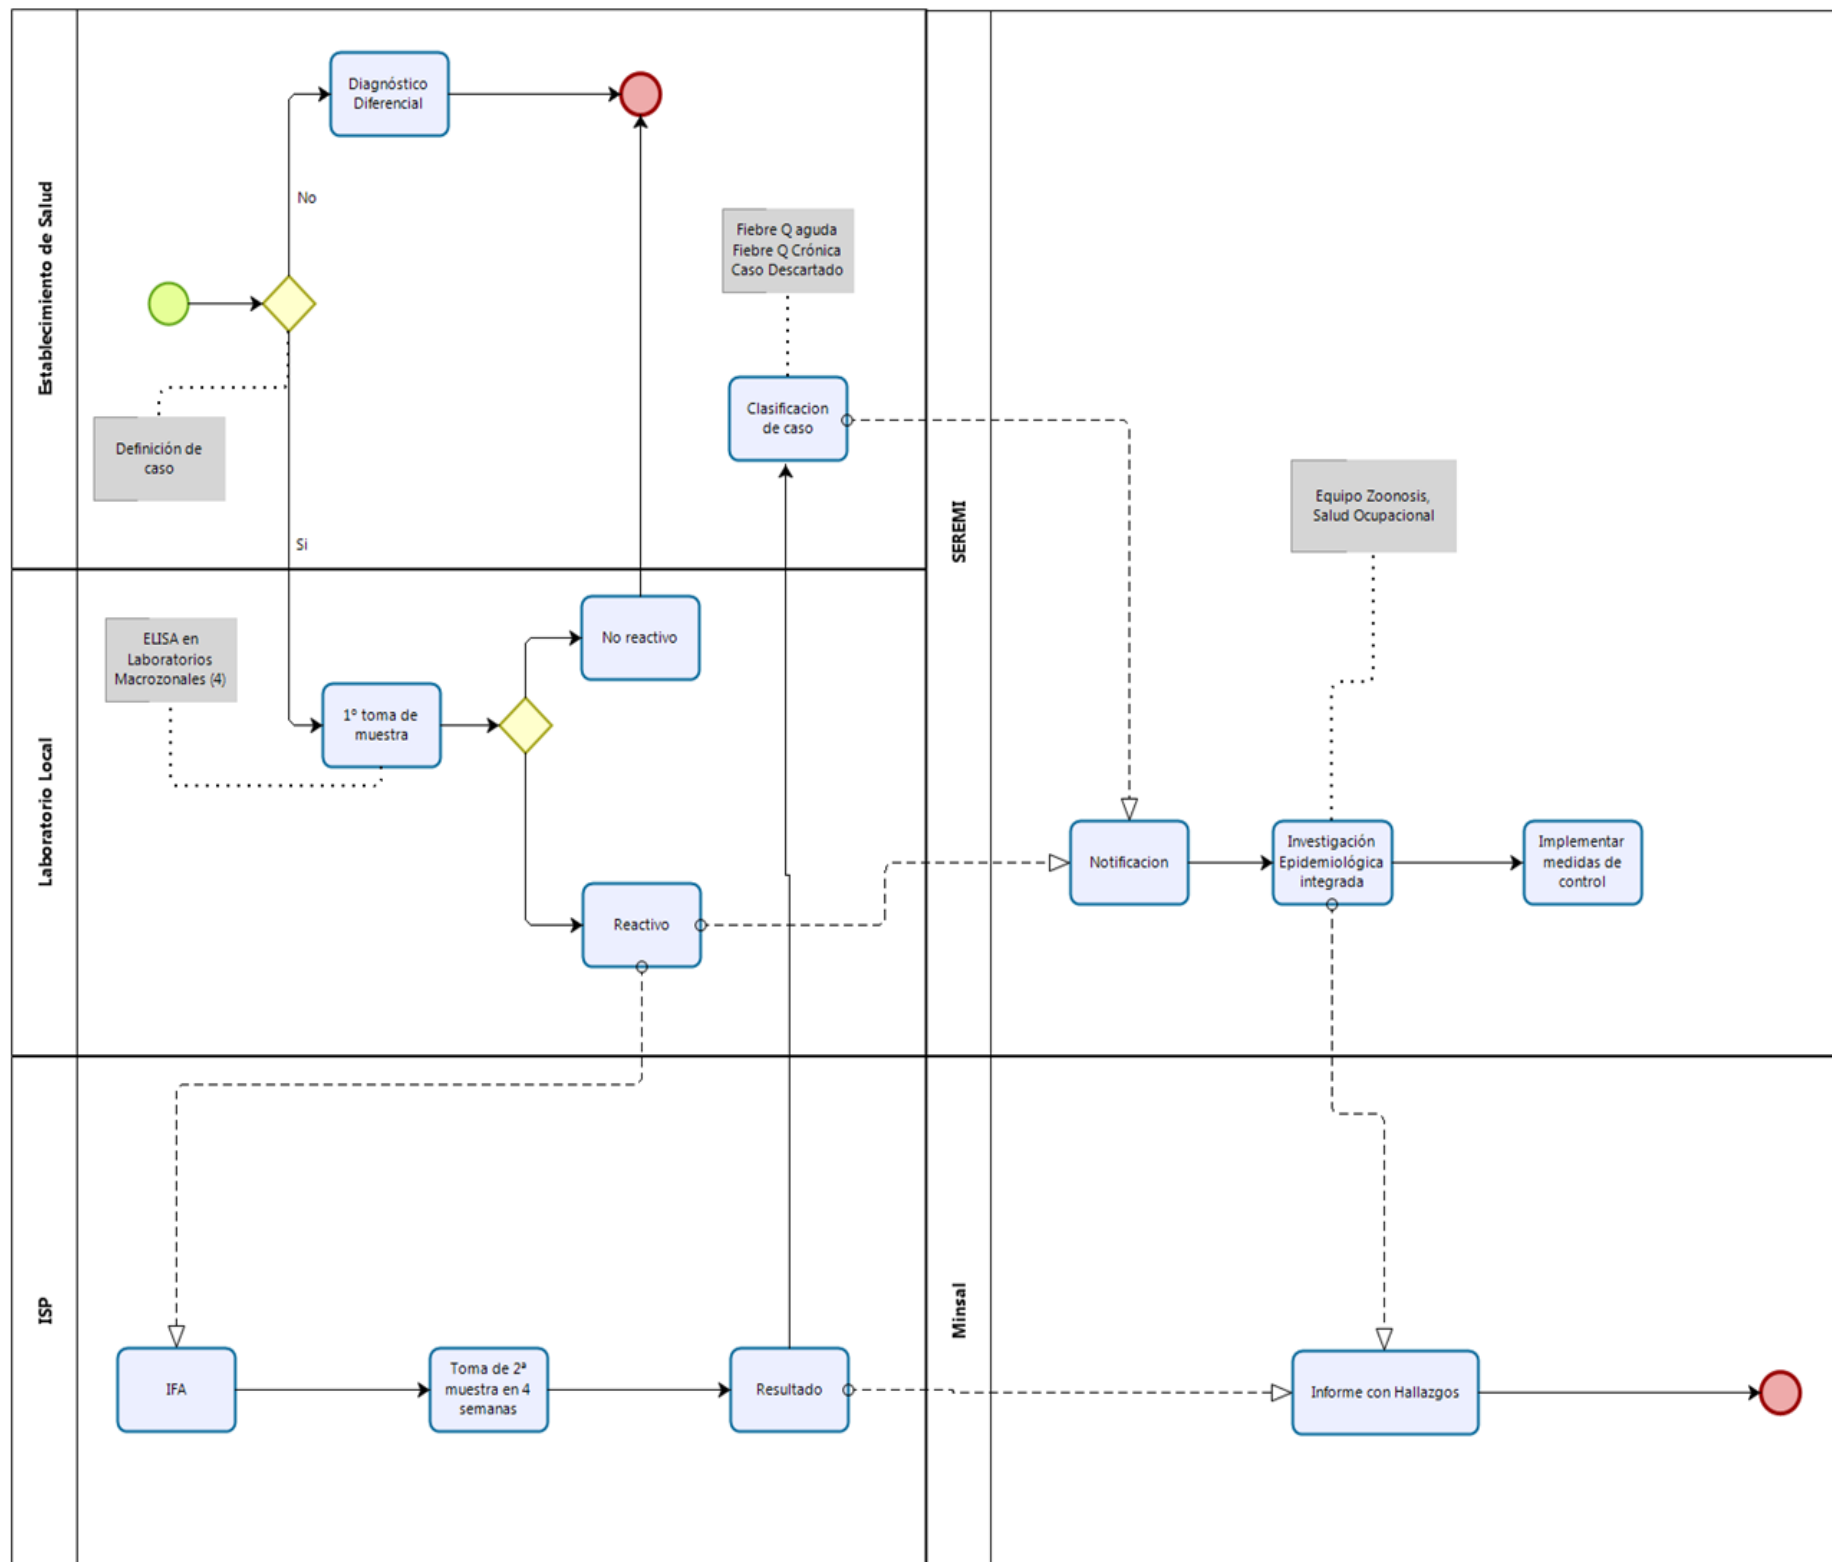 Establecimiento de Salud
Diagnóstico
Diferencial
No
Definición de
caso
Si
Fiebre Q aguda
Fiebre Q Crónica
Caso Descartado
Clasificacion
de caso
Laboratorio Local
ELISA en
Laboratorios
Macrozonales (4)
1º toma de
muestra
No reactivo
Reactivo
ISP
IFA
Toma de 2ª
muestra en 4
semanas
Resultado
SEREMI
Equipo Zoonosis,
Salud Ocupacional
Notificacion
Investigación
Epidemiológica
integrada
Implementar
medidas de
control
Minsal
Informe con Hallazgos